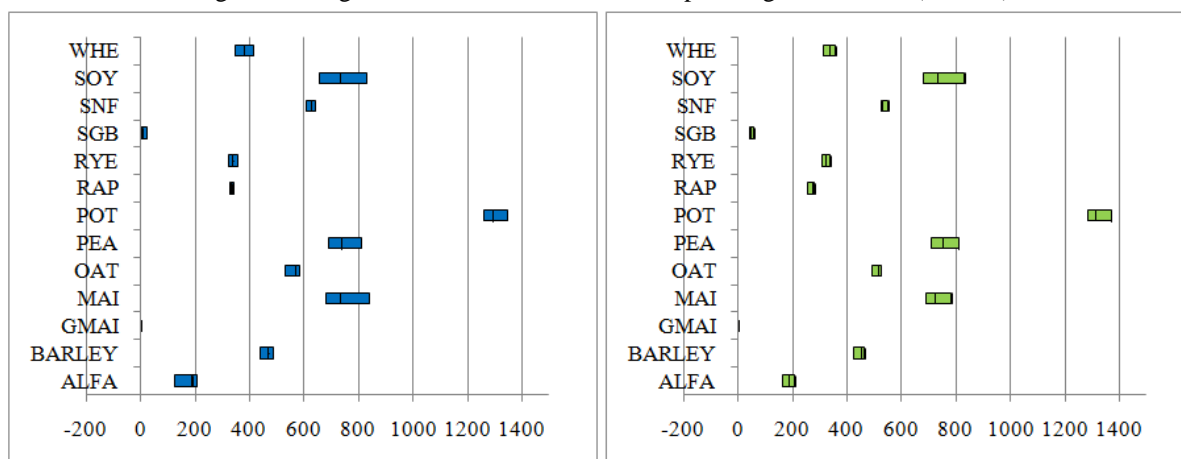 WHE
SOY
SNF
SGB
RYE
RAP
POT
PEA
OAT
MAI
GMAI
BARLEY
ALFA
-200 0 200 400 600 800 1000 1200 1400
WHE
SOY
SNF
SGB
RYE
RAP
POT
PEA
OAT
MAI
GMAI
BARLEY
ALFA
-200 0 200 400 600 800 1000 1200 1400